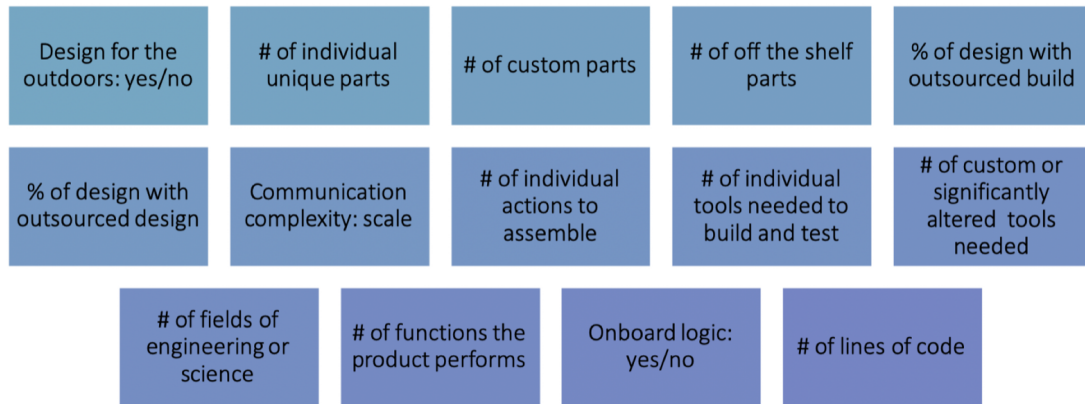 Design for the
outdoors: yes/no
# of individual
unique parts
# of custom parts
# of off the shelf
parts
% of design with
outsourced build
% of design with
outsourced design
Communication
complexity: scale
# of individual
actions to
assemble
# of individual
tools needed to
build and test
# of custom or
significantly
altered  tools
needed
# of fields of
engineering or
science
# of functions the
product performs
Onboard logic:
yes/no
# of lines of code